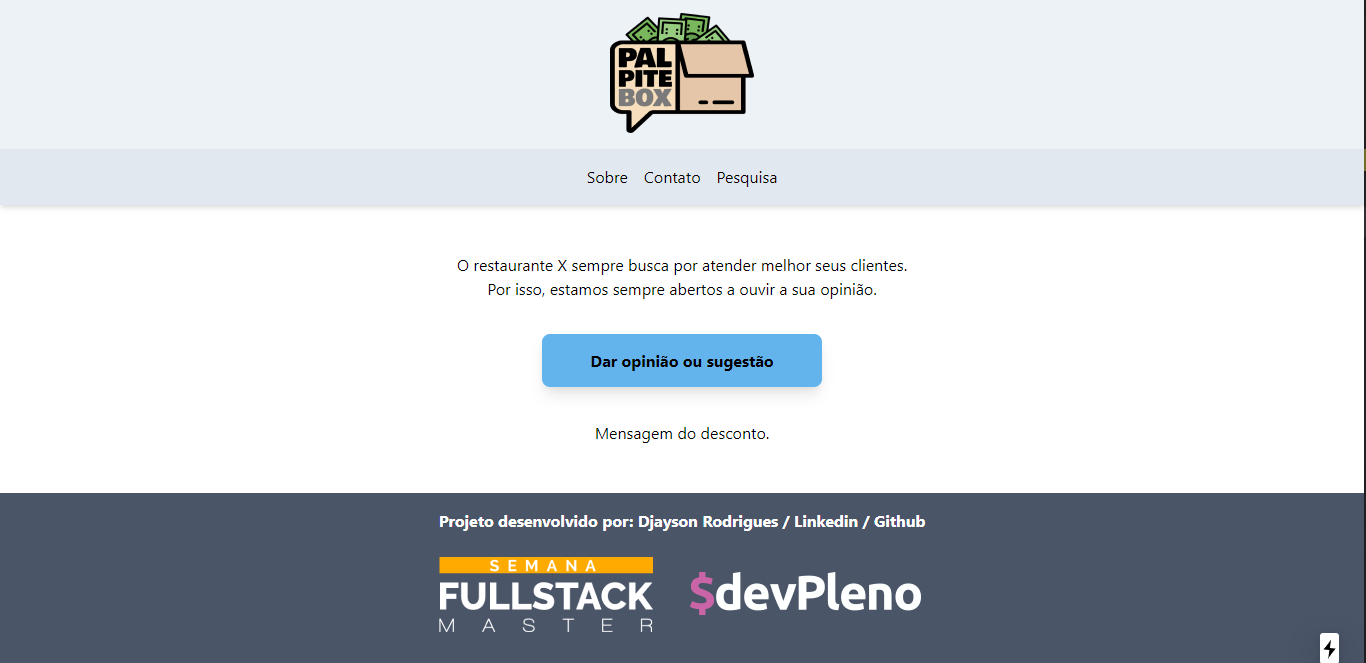 PAL
PITE
BOX
Sobre Contato Pesquisa
O restaurante X sempre busca por atender melhor seus clientes.
Por isso, estamos sempre abertos a ouvir a sua opinião.
Dar opinião ou sugestão
Mensagem do desconto.
Projeto desenvolvido por: Djayson Rodrigues / Linkedin / Github
SEMANA
FULLSTACK
MASTER
$devPleno